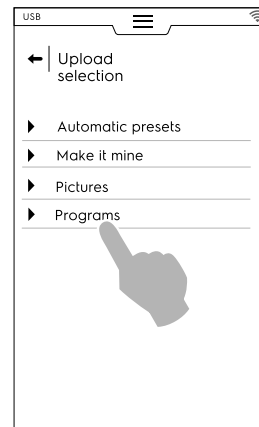 USB
Upload
selection
Automatic presets
Make it mine
Pictures
Programs